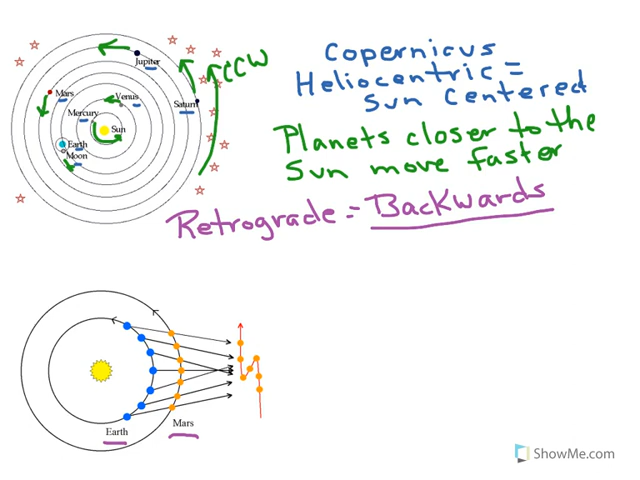 Jupiter
Mars
Venus
Mercury
Saturn
Sun
Earth
Moon
CCW
Copernicus
Heliocentric =
Sun Centered
Planets closer to the
Sun move faster
Retrograde = Backwards
Earth
Mars
ShowMe.com